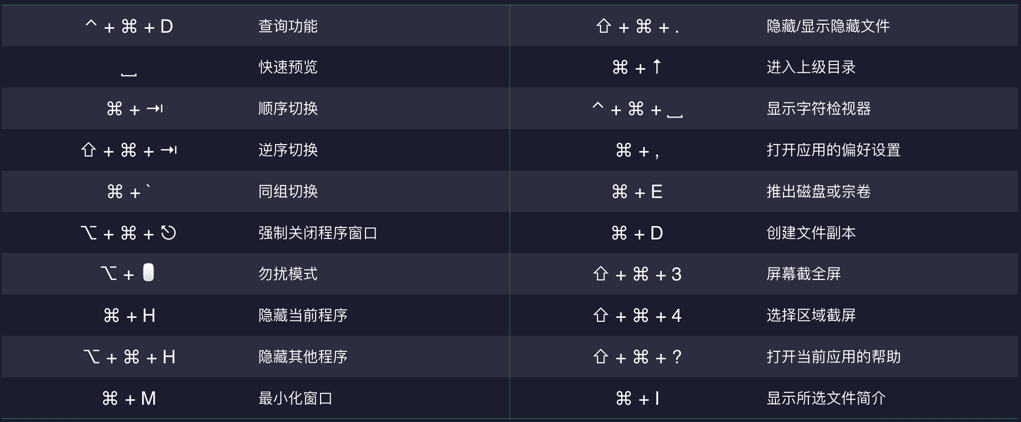 ⌃ + ⌘ + D 查询功能 ⇧ + ⌘ + . 隐藏/显示隐藏文件
⎵ 快速预览 ⌘ + ↑ 进入上级目录
⌘ + ⇥ 顺序切换 ⌃ + ⌘ + ⎵ 显示字符检视器
⇧ + ⌘ + ⇥ 逆序切换 ⌘ + , 打开应用的偏好设置
⌘ + ` 同组切换 ⌘ + E 推出磁盘或宗卷
⌥ + ⌘ + ⎋ 强制关闭程序窗口 ⌘ + D 创建文件副本
⌥ + 勿扰模式 ⇧ + ⌘ + 3 屏幕截全屏
⌘ + H 隐藏当前程序 ⇧ + ⌘ + 4 选择区域截屏
⌥ + ⌘ + H 隐藏其他程序 ⇧ + ⌘ + ? 打开当前应用的帮助
⌘ + M 最小化窗口 ⌘ + I 显示所选文件简介